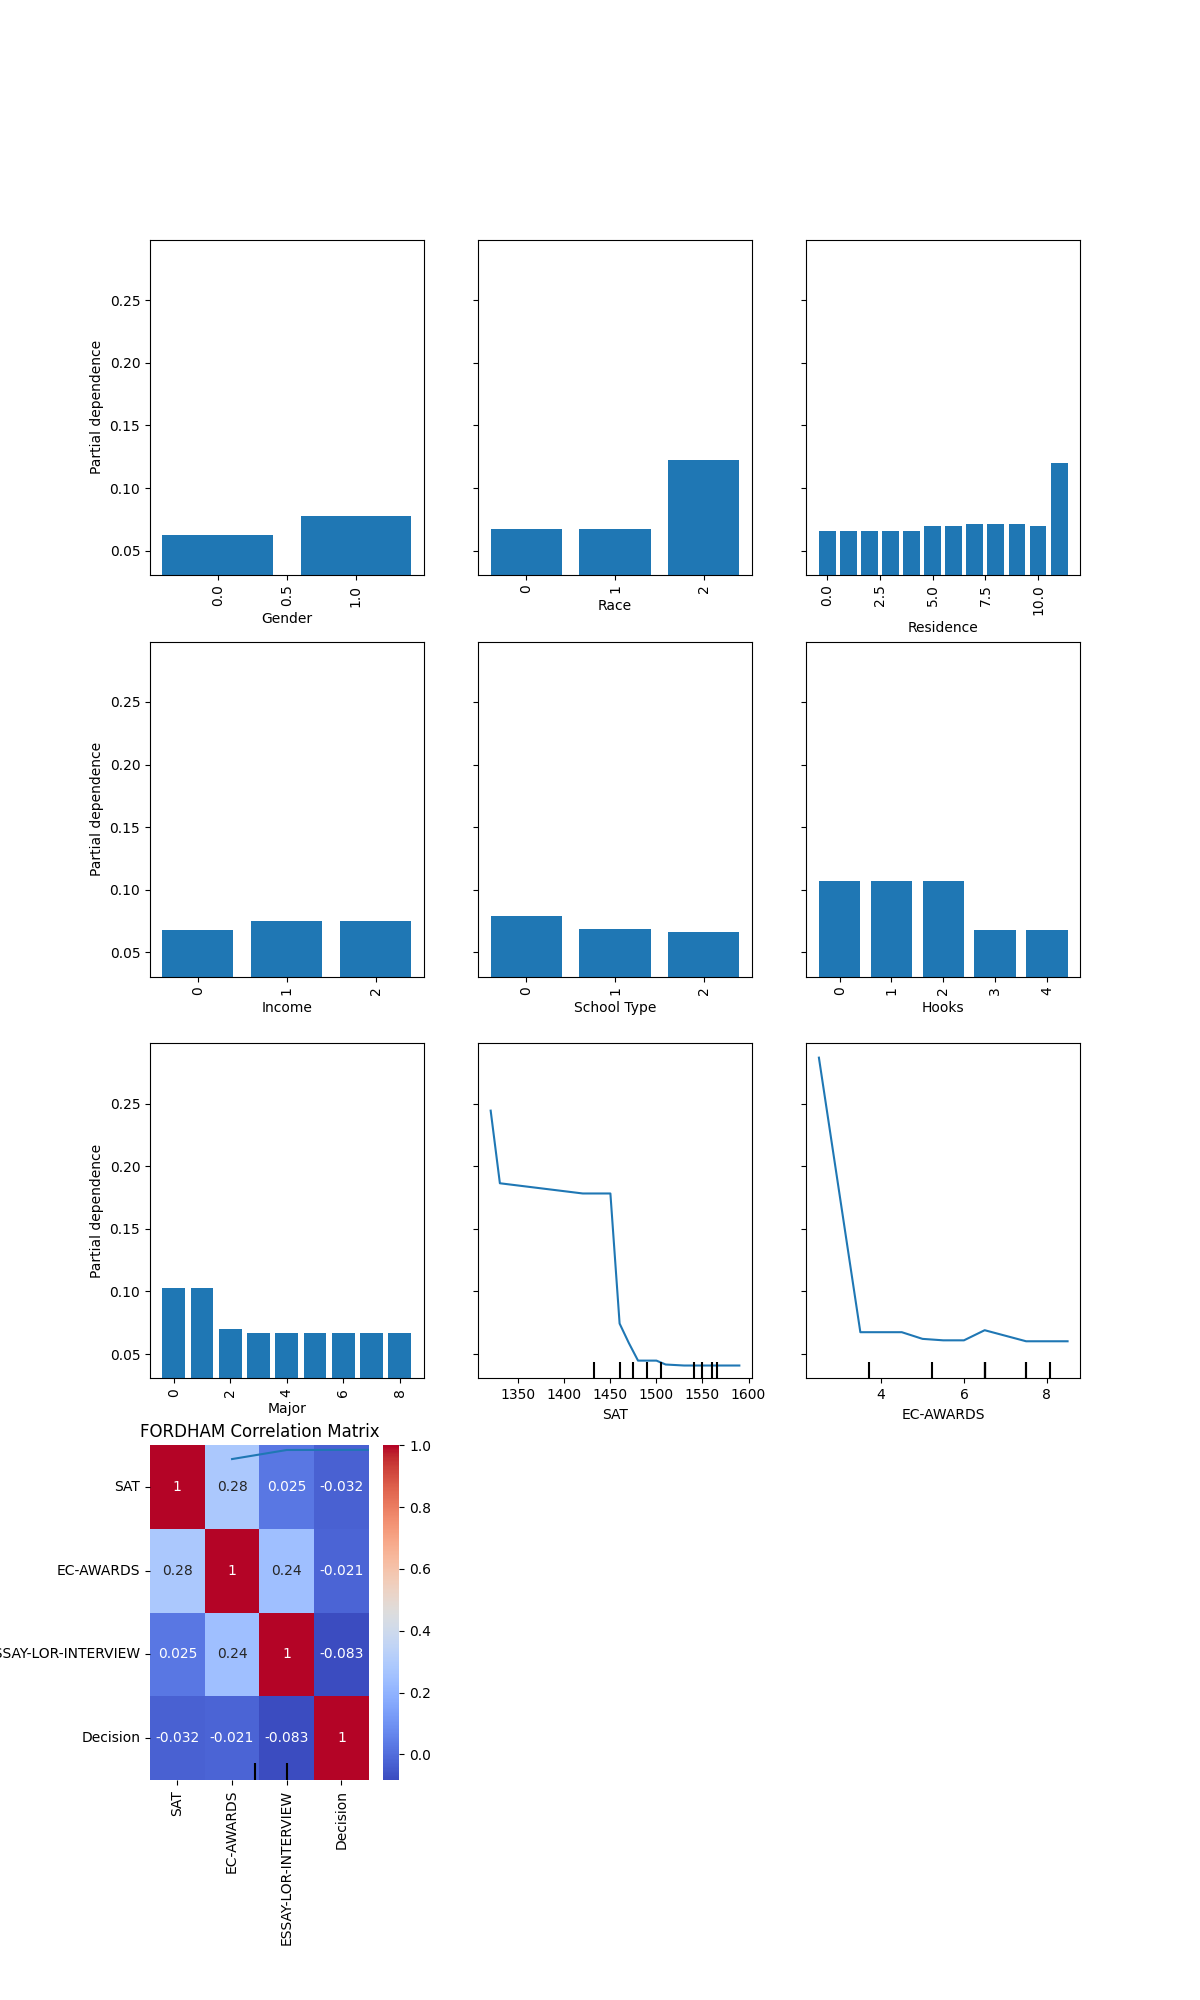 0.25
0.20
0.15
0.10
0.05
Partial dependence
0.0 0.5 1.0
Gender
0 1 2
Race
0.0 2.5 5.0 7.5 10.0
Residence
0.25
0.20
0.15
0.10
0.05
Partial dependence
0 1 2
Income
0 1 2
School Type
0 1 2 3 4
Hooks
0.25
0.20
0.15
0.10
0.05
Partial dependence
0 2 4 6 8
Major
1350 1400 1450 1500 1550 1600
SAT
4 6 8
EC-AWARDS
FORDHAM Correlation Matrix
SAT 1 0.28 0.025 -0.032
EC-AWARDS 0.28 1 0.24 -0.021
SSAY-LOR-INTERVIEW 0.025 0.24 1 -0.083
Decision -0.032 -0.021 -0.083 1
SAT EC-AWARDS ESSAY-LOR-INTERVIEW Decision
1.0
0.8
0.6
0.4
0.2
0.0